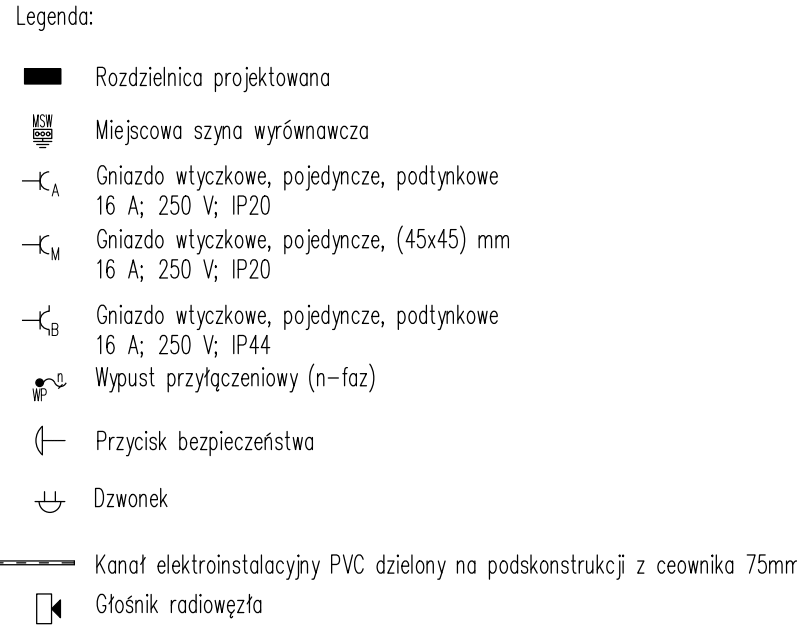 Legenda:
Rozdzielnica projektowana
MSW
Miejscowa szyna wyrównawcza
A
Gniazdo wtyczkowe, pojedyncze, podtynkowe
16 A; 250 V; IP20
M
Gniazdo wtyczkowe, pojedyncze, (45x45) mm
16 A; 250 V; IP20
B
Gniazdo wtyczkowe, pojedyncze, podtynkowe
16 A; 250 V; IP44
n
WP
Wypust przyłączeniowy (n-faz)
Przycisk bezpieczeństwa
Dzwonek
Kanał elektroinstalacyjny PVC dzielony na podskonstrukcji z ceownika 75mm
Głośnik radiowęzła